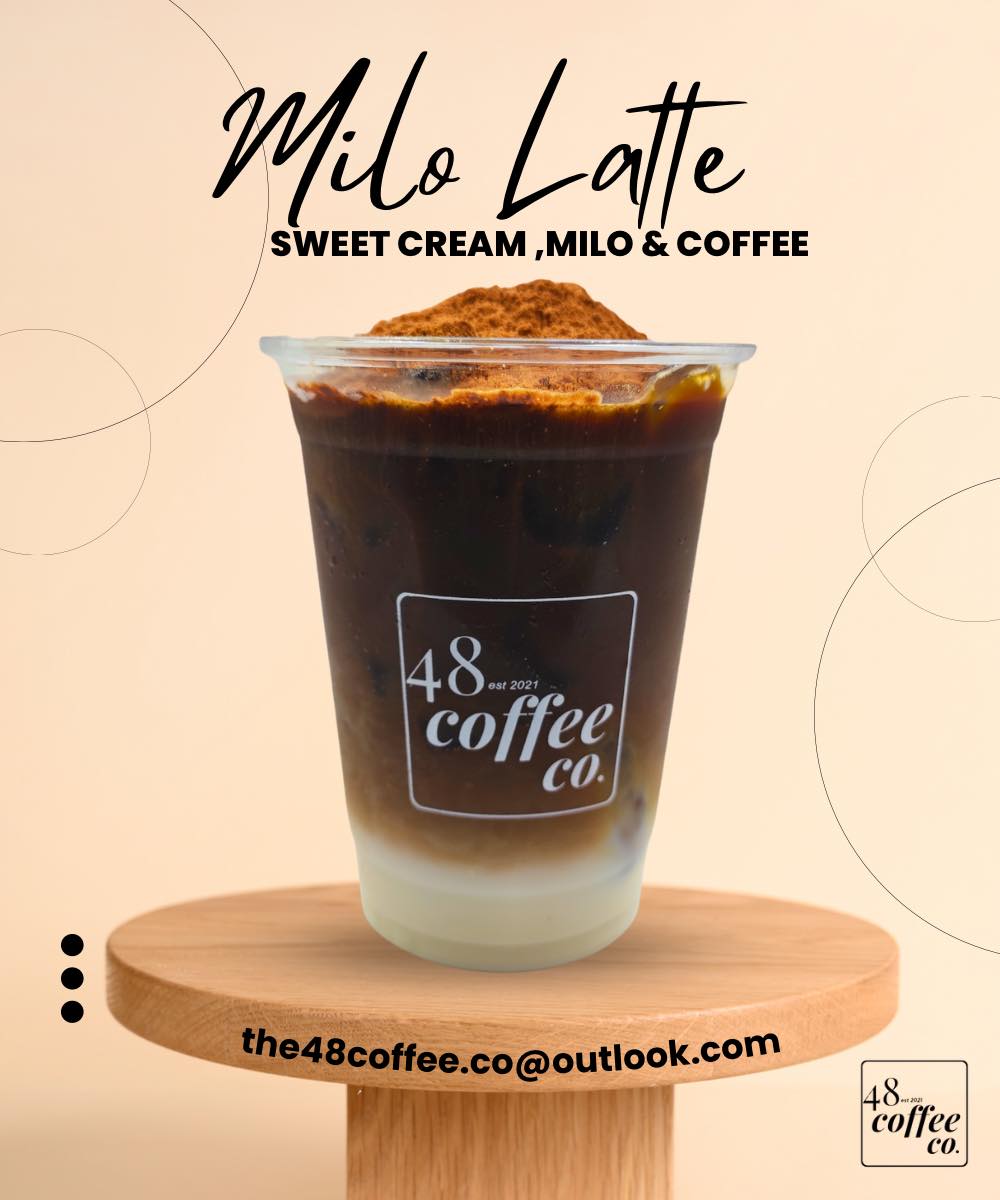 Milo Latte
SWEET CREAM ,MILO & COFFEE
48 est 2021
coffee
co.
the48coffee.co@outlook.com
48 est 2021
coffee
co.